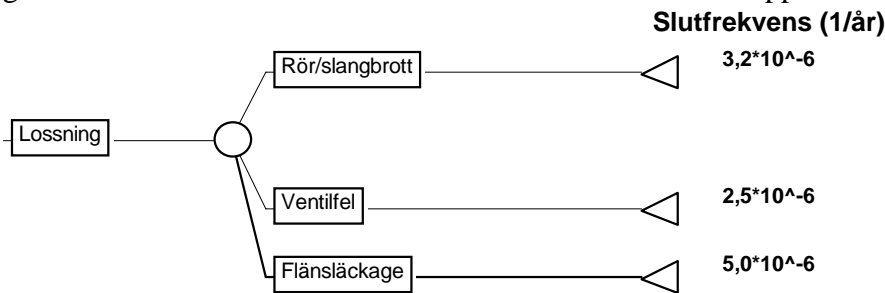 Slutfrekvens (1/år)
Rör/slangbrott
3,2*10^-6
Lossning
Ventilfel
2,5*10^-6
Flänsläckage
5,0*10^-6